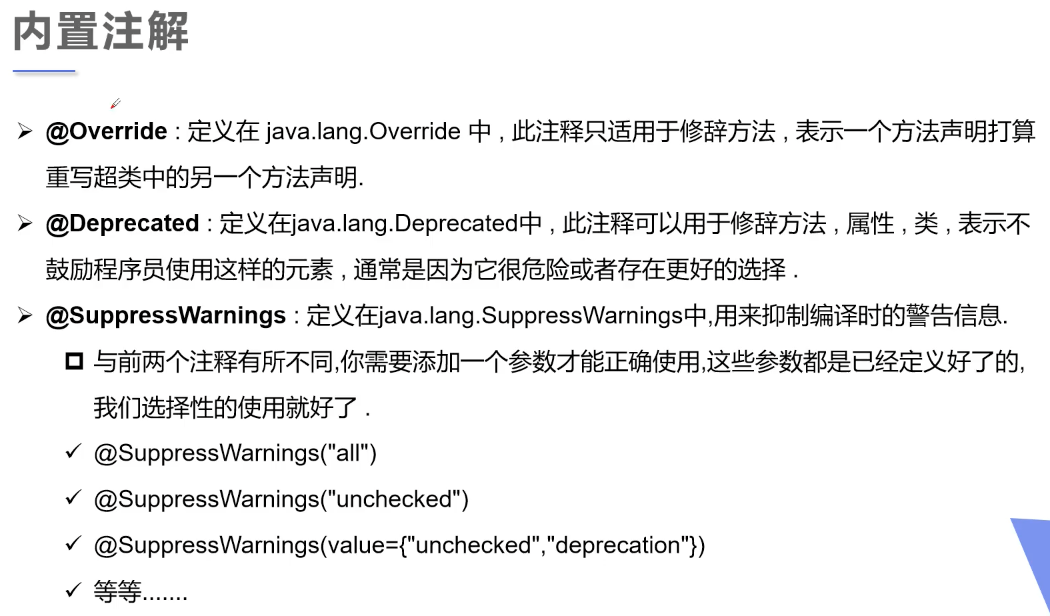 内置注解
@Override : 定义在 java.lang.Override 中 , 此注释只适用于修辞方法 , 表示一个方法声明打算
重写超类中的另一个方法声明.
@Deprecated : 定义在java.lang.Deprecated中 , 此注释可以用于修辞方法 , 属性 , 类 , 表示不
鼓励程序员使用这样的元素 , 通常是因为它很危险或者存在更好的选择 .
@SuppressWarnings : 定义在java.lang.SuppressWarnings中,用来抑制编译时的警告信息.
与前两个注释有所不同,你需要添加一个参数才能正确使用,这些参数都是已经定义好了的,
我们选择性的使用就好了 .
@SuppressWarnings("all")
@SuppressWarnings("unchecked")
@SuppressWarnings(value={"unchecked","deprecation"})
等等.......